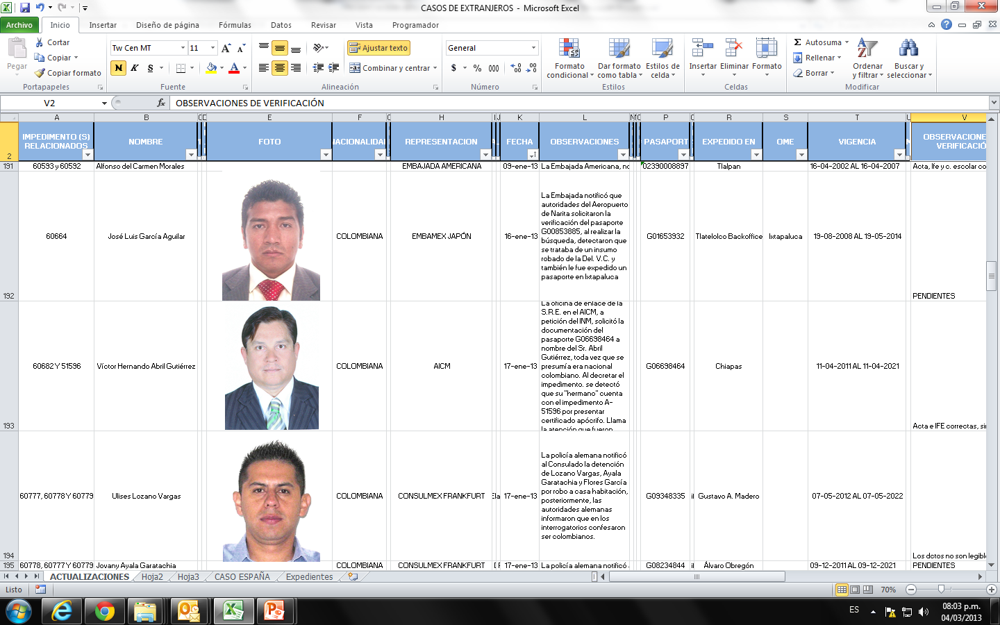 CASOS DE EXTRANJEROS - Microsoft Excel
Archivo Inicio Insertar Diseño de página Fórmulas Datos Revisar Vista Programador
Pegar
Cortar
Copiar
Copiar formato
Portapapeles
Tw Cen MT 11
N K S
Fuente
Ajustar texto
Combinar y centrar
Alineación
General
$ % 000
Número
Formato condicional
Dar formato como tabla
Estilos de celda
Estilos
Insertar Eliminar Formato
Celdas
Σ Autosuma
Rellenar
Borrar
Ordenar y filtrar
Buscar y seleccionar
Modificar
V2 fx OBSERVACIONES DE VERIFICACIÓN
A B E F H K L P R S T V
2 IMPEDIMENTO (S) RELACIONADOS NOMBRE FOTO NACIONALIDA REPRESENTACION FECHA OBSERVACIONES PASAPORT EXPEDIDO EN OME VIGENCIA OBSERVACIONE VERIFICACIÓ
191 60593 y 60592 Alfonso del Carmen Morales EMBAJADA AMERICANA 09-ene-13 La Embajada Americana, no 02390008897 Tlalpan 16-04-2002 AL 16-04-2007 Acta, Ife y c. escolar co
192 60664 José Luis García Aguilar COLOMBIANA EMBAMEX JAPÓN 16-ene-13
La Embajada notificó que
autoridades del Aeropuerto
de Narita solicitaron la
verificación del pasaporte
G00853885, al realizar la
búsqueda, detectaron que
se trataba de un insumo
robado de la Del. V.C. y
también le fue expedido un
pasaporte en Ixtapaluca
G01653932 Tlatelolco Backoffice Ixtapaluca 19-08-2008 AL 19-05-2014
PENDIENTES
193 60682 Y 51596 Víctor Hernando Abril Gutiérrez COLOMBIANA AICM 17-ene-13
La oficina de enlace de la
S.R.E. en el AICM, a
petición del INM, solicitó la
documentación del
pasaporte G06698464 a
nombre del Sr. Abril
Gutiérrez, toda vez que se
presumía era nacional
colombiano. Al decretar el
impedimento. se detectó
que su "hermano" cuenta
con el impedimento A-
51596 por presentar
certificado apócrifo. Llama
la atención que fueron
G06698464 Chiapas 11-04-2011 AL 11-04-2021
Acta e IFE correctas, si
194 60777, 60778 Y 60779 Ulises Lozano Vargas COLOMBIANA CONSULMEX FRANKFURT Ela 17-ene-13
La policía alemana notificó
al Consulado la detención
de Lozano Vargas, Ayala
Garatachia y Flores García
por robo a casa habitación,
posteriormente, las
autoridades alemanas
informaron que en los
interrogatorios confesaron
ser colombianos.
G09348335 Gustavo A. Madero 07-05-2012 AL 07-05-2022
Los dctos no son legible
195 60778, 60777 Y 60779 Jovany Ayala Garatachia COLOMBIANA CONSULMEX FRANKFURT 17-ene-13 La policía alemana notificó G08234844 Álvaro Obregón 09-12-2011 AL 09-12-2021 PENDIENTES
ACTUALIZACIONES Hoja2 Hoja3 CASO ESPAÑA Expedientes
Listo 70%
ES 08:03 p.m.
04/03/2013